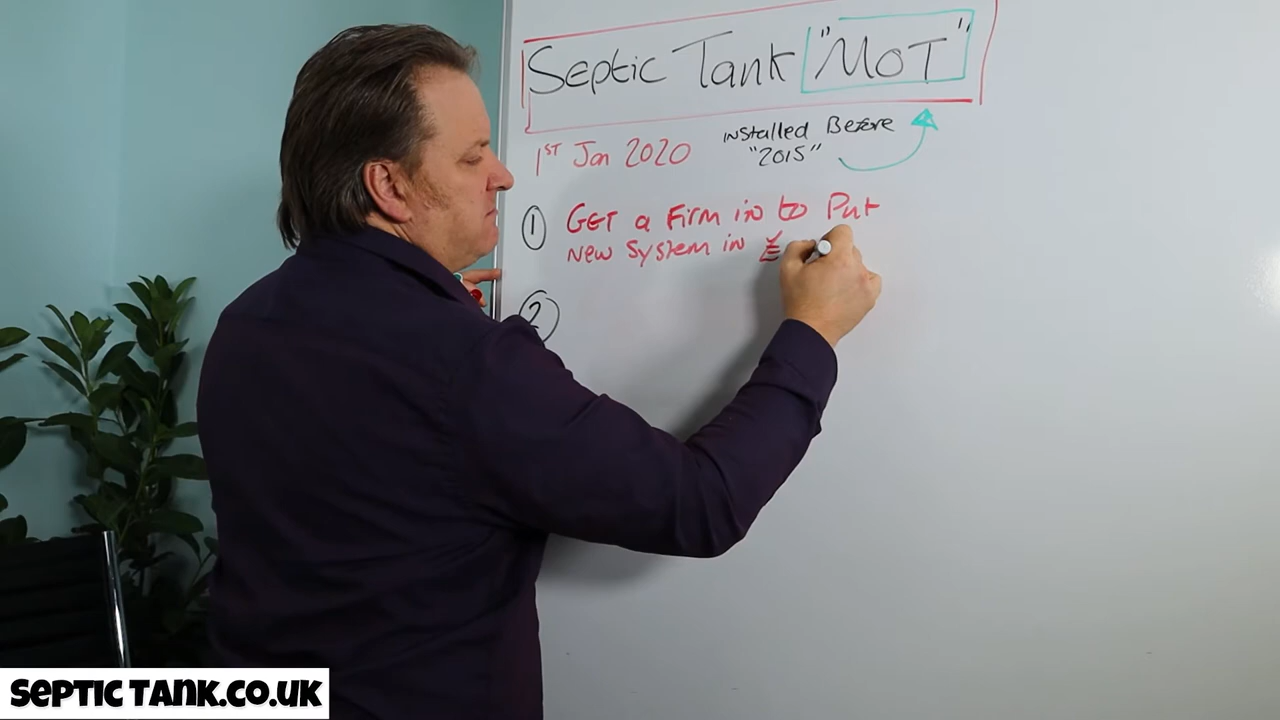 Septic Tank "MOT"
1ST Jan 2020
installed Before
"2015"
1 GET a Firm in to Put
New System in
2
SEPTIC TANK.CO.UK